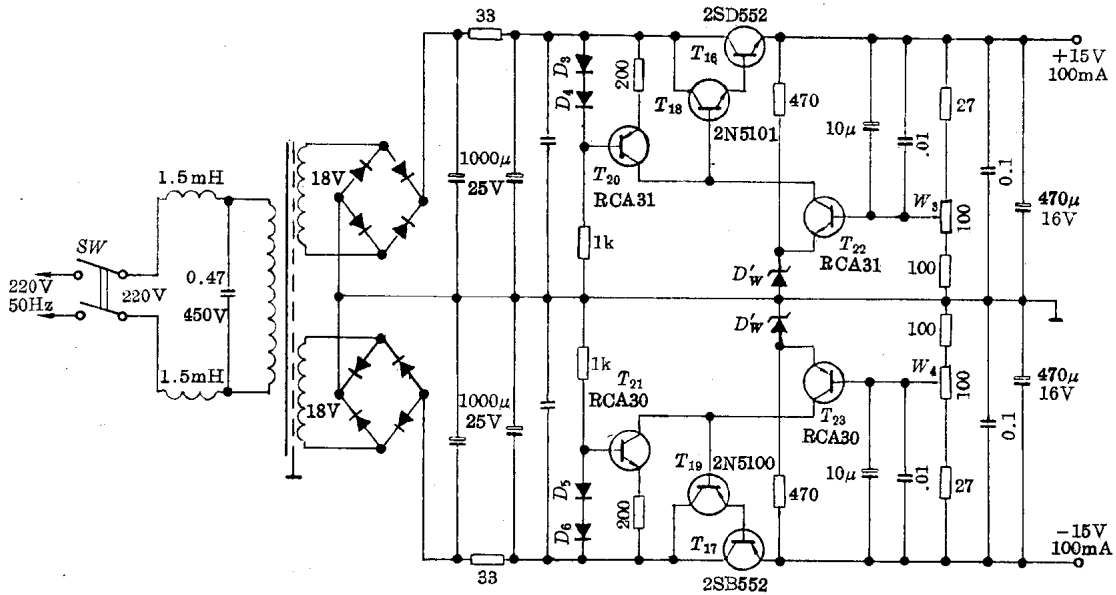 33
2SD552
+15V
100mA
D₃
D₄
200
T₁₆
T₁₈
2N5101
470
10μ
.01
27
0.1
470μ
16V
18V
1000μ
25V
T₂₀
RCA31
1.5mH
W₃
100
SW
1k
T₂₂
RCA31
220V
50Hz
220V
0.47
450V
D′W
100
D′W
100
1k
W₄
100
1.5mH
18V
1000μ
25V
T₂₁
RCA30
T₂₃
RCA30
470μ
16V
0.1
T₁₉
2N5100
D₅
D₆
200
470
10μ
.01
27
T₁₇
33
2SB552
−15V
100mA